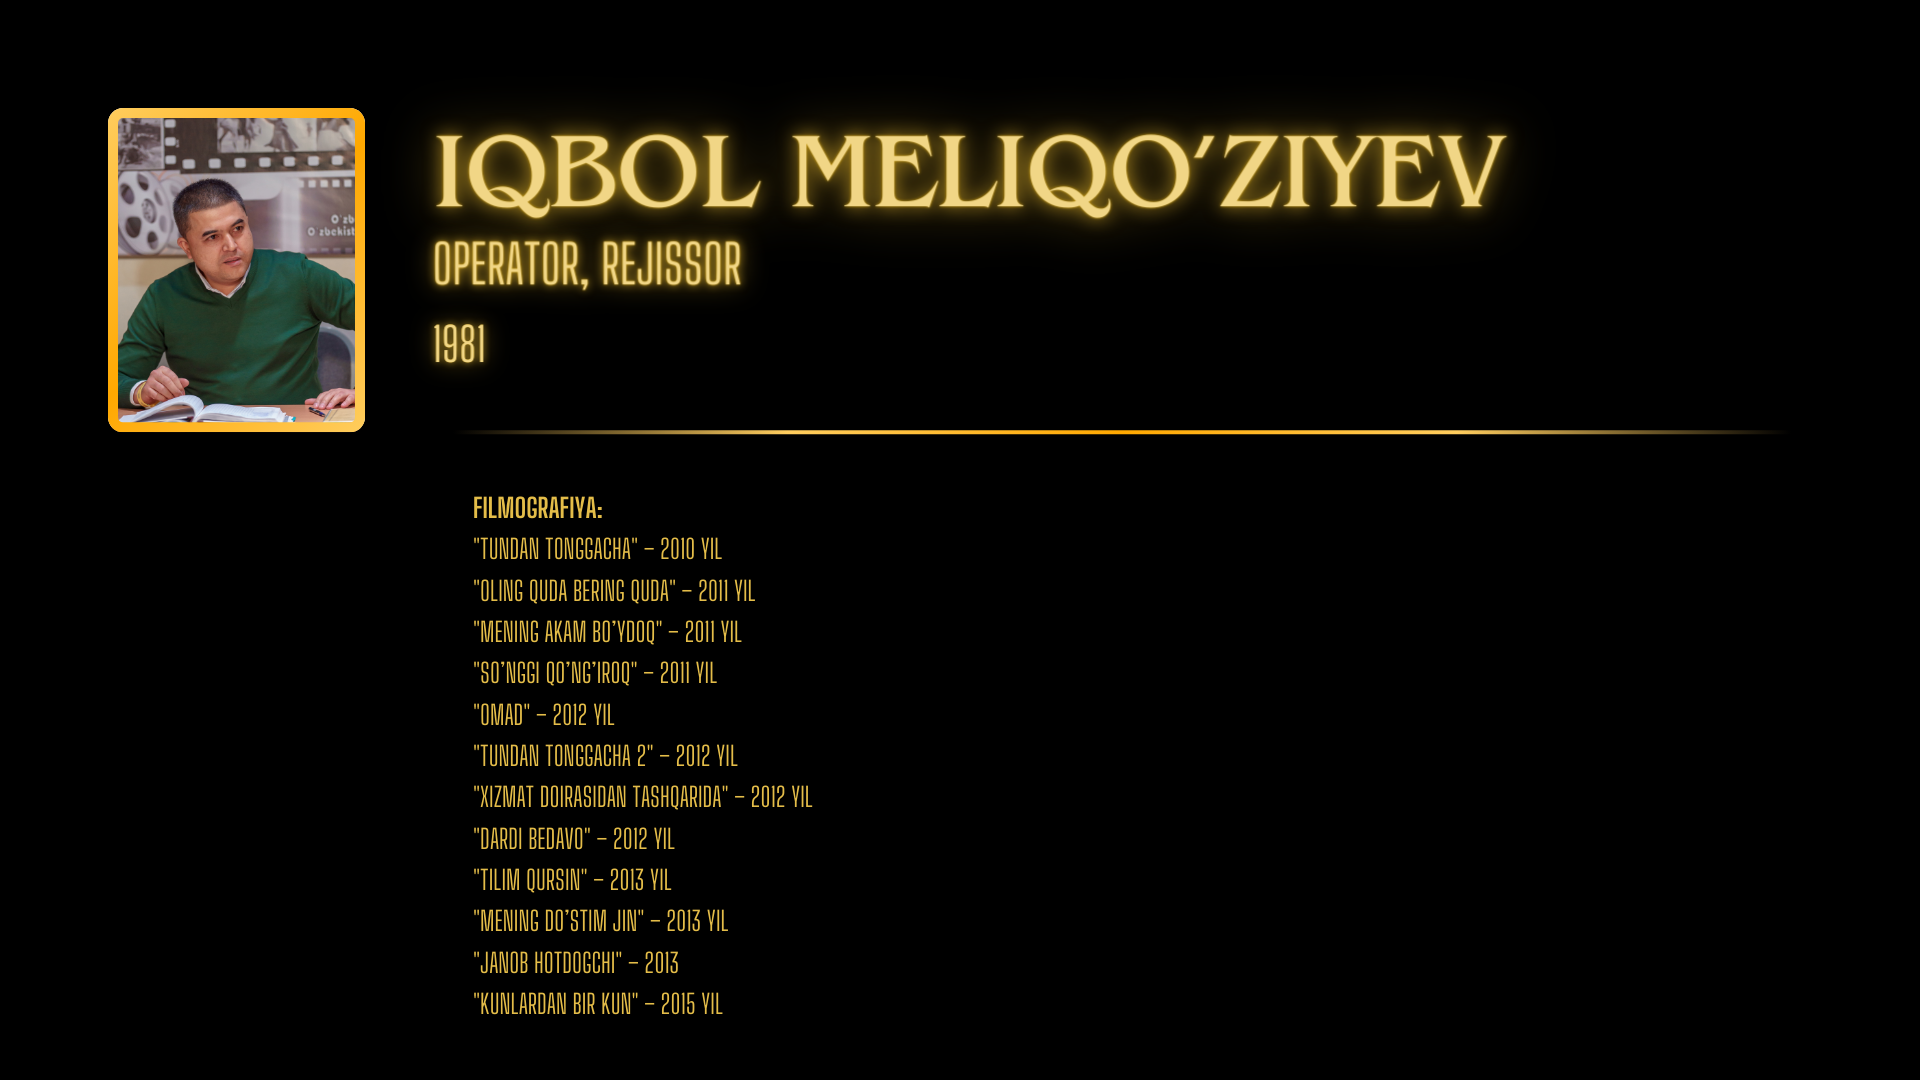 IQBOL MELIQO'ZIYEV
OPERATOR, REJISSOR
1981
O'zb
O'zbekist
FILMOGRAFIYA:
"TUNDAN TONGGACHA" – 2010 YIL
"OLING QUDA BERING QUDA" – 2011 YIL
"MENING AKAM BO'YDOQ" – 2011 YIL
"SO'NGGI QO'NG'IROQ" – 2011 YIL
"OMAD" – 2012 YIL
"TUNDAN TONGGACHA 2" – 2012 YIL
"XIZMAT DOIRASIDAN TASHQARIDA" – 2012 YIL
"DARDI BEDAVO" – 2012 YIL
"TILIM QURSIN" – 2013 YIL
"MENING DO'STIM JIN" – 2013 YIL
"JANOB HOTDOGCHI" – 2013
"KUNLARDAN BIR KUN" – 2015 YIL